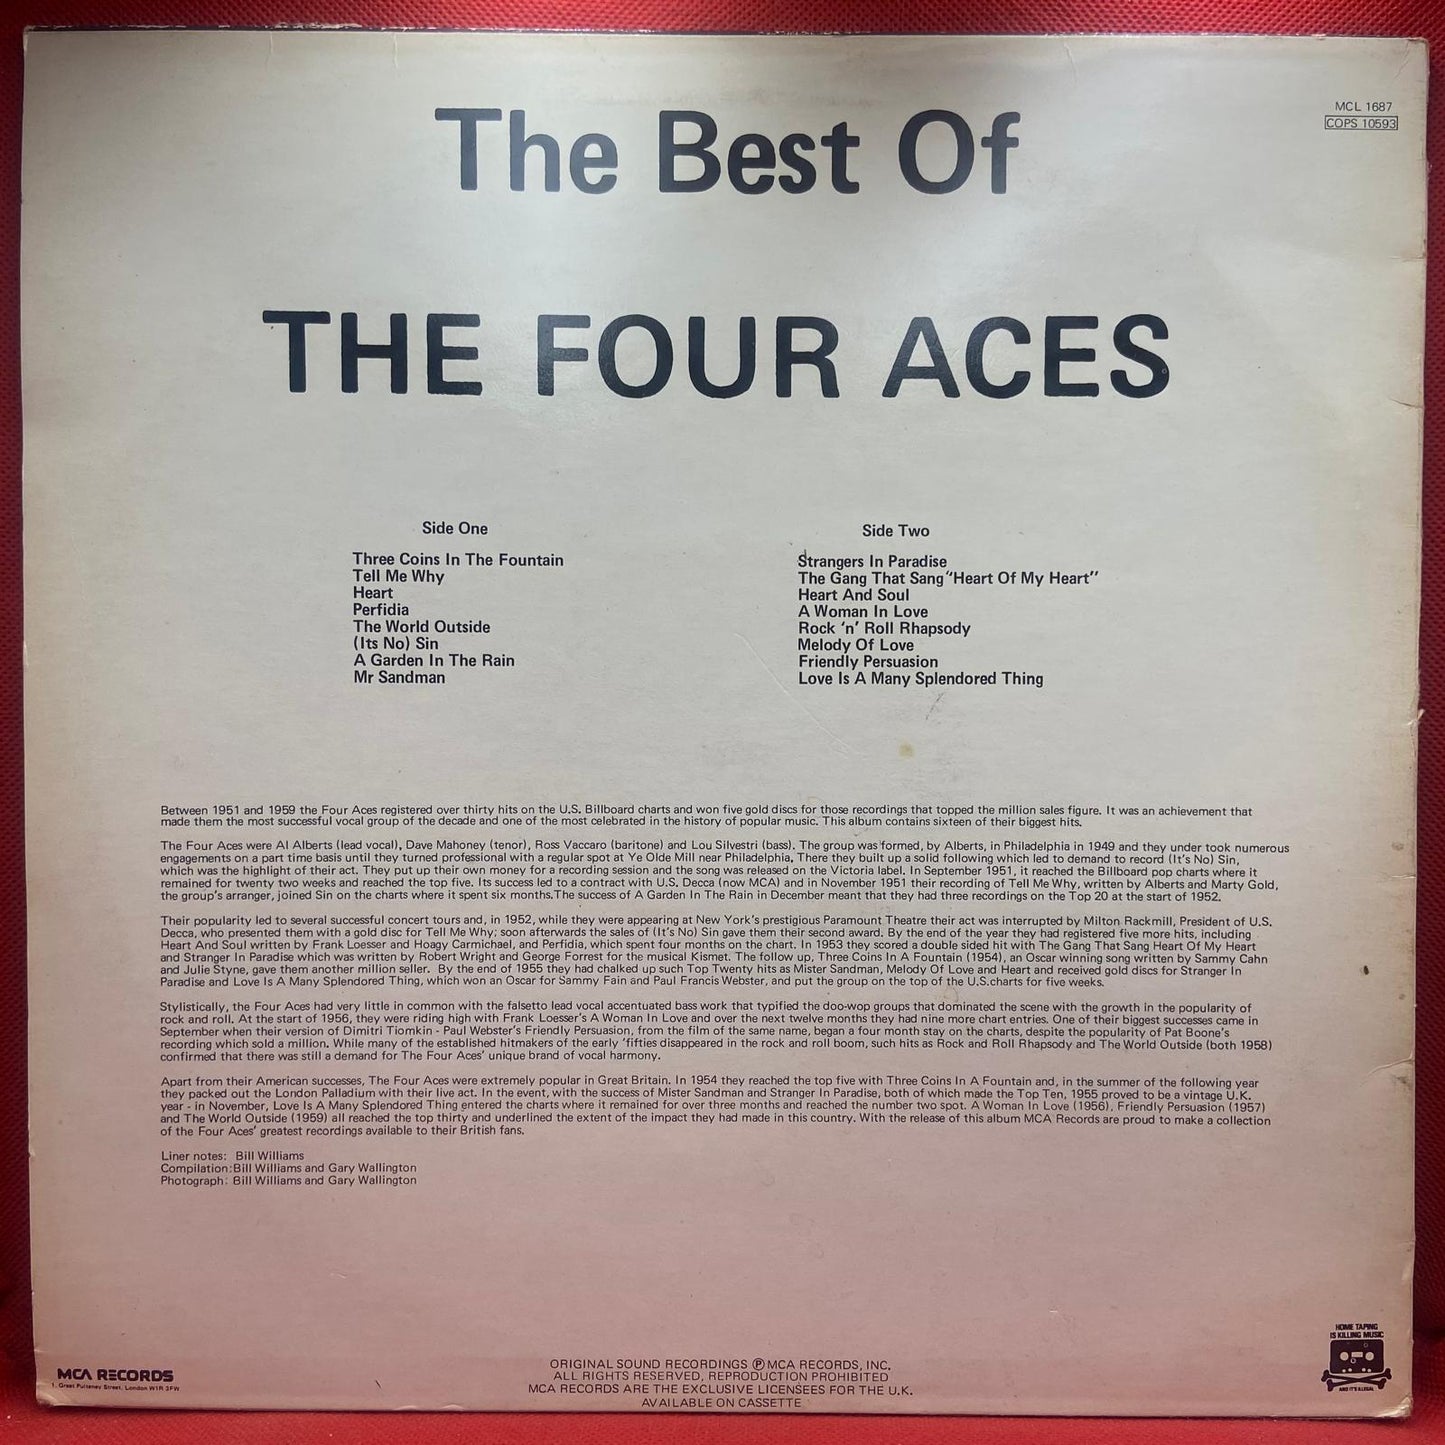 The Best Of
MCL 1687
COPS 10593
THE FOUR ACES
Side One
Three Coins In The Fountain
Tell Me Why
Heart
Perfidia
The World Outside
(Its No) Sin
A Garden In The Rain
Mr Sandman
Side Two
Strangers In Paradise
The Gang That Sang "Heart Of My Heart"
Heart And Soul
A Woman In Love
Rock 'n' Roll Rhapsody
Melody Of Love
Friendly Persuasion
Love Is A Many Splendored Thing
Between 1951 and 1959 the Four Aces registered over thirty hits on the U.S. Billboard charts and won five gold discs for those recordings that topped the million sales figure. It was an achievement that
made them the most successful vocal group of the decade and one of the most celebrated in the history of popular music. This album contains sixteen of their biggest hits.
The Four Aces were Al Alberts (lead vocal), Dave Mahoney (tenor), Ross Vaccaro (baritone) and Lou Silvestri (bass). The group was formed, by Alberts, in Philadelphia in 1949 and they under took numerous
engagements on a part time basis until they turned professional with a regular spot at Ye Olde Mill near Philadelphia. There they built up a solid following which led to demand to record (It's No) Sin,
which was the highlight of their act. They put up their own money for a recording session and the song was released on the Victoria label. In September 1951, it reached the Billboard pop charts where it
remained for twenty two weeks and reached the top five. Its success led to a contract with U.S. Decca (now MCA) and in November 1951 their recording of Tell Me Why, written by Alberts and Marty Gold,
the group's arranger, joined Sin on the charts where it spent six months.The success of A Garden In The Rain in December meant that they had three recordings on the Top 20 at the start of 1952.
Their popularity led to several successful concert tours and, in 1952, while they were appearing at New York's prestigious Paramount Theatre their act was interrupted by Milton Rackmill, President of U.S.
Decca, who presented them with a gold disc for Tell Me Why; soon afterwards the sales of (It's No) Sin gave them their second award. By the end of the year they had registered five more hits, including
Heart And Soul written by Frank Loesser and Hoagy Carmichael, and Perfidia, which spent four months on the chart. In 1953 they scored a double sided hit with The Gang That Sang Heart Of My Heart
and Stranger In Paradise which was written by Robert Wright and George Forrest for the musical Kismet. The follow up, Three Coins In A Fountain (1954), an Oscar winning song written by Sammy Cahn
and Julie Styne, gave them another million seller. By the end of 1955 they had chalked up such Top Twenty hits as Mister Sandman, Melody Of Love and Heart and received gold discs for Stranger In
Paradise and Love Is A Many Splendored Thing, which won an Oscar for Sammy Fain and Paul Francis Webster, and put the group on the top of the U.S.charts for five weeks.
Stylistically, the Four Aces had very little in common with the falsetto lead vocal accentuated bass work that typified the doo-wop groups that dominated the scene with the growth in the popularity of
rock and roll. At the start of 1956, they were riding high with Frank Loesser's A Woman In Love and over the next twelve months they had nine more chart entries. One of their biggest successes came in
September when their version of Dimitri Tiomkin - Paul Webster's Friendly Persuasion, from the film of the same name, began a four month stay on the charts, despite the popularity of Pat Boone's
recording which sold a million. While many of the established hitmakers of the early 'fifties disappeared in the rock and roll boom, such hits as Rock and Roll Rhapsody and The World Outside (both 1958)
confirmed that there was still a demand for The Four Aces' unique brand of vocal harmony.
Apart from their American successes, The Four Aces were extremely popular in Great Britain. In 1954 they reached the top five with Three Coins In A Fountain and, in the summer of the following year
they packed out the London Palladium with their live act. In the event, with the success of Mister Sandman and Stranger In Paradise, both of which made the Top Ten, 1955 proved to be a vintage U.K.
year - in November, Love Is A Many Splendored Thing entered the charts where it remained for over three months and reached the number two spot. A Woman In Love (1956), Friendly Persuasion (1957)
and The World Outside (1959) all reached the top thirty and underlined the extent of the impact they had made in this country. With the release of this album MCA Records are proud to make a collection
of the Four Aces' greatest recordings available to their British fans.
Liner notes: Bill Williams
Compilation:Bill Williams and Gary Wallington
Photograph: Bill Williams and Gary Wallington
MCA RECORDS
1, Great Pulteney Street, London W1R 3FW
ORIGINAL SOUND RECORDINGS ℗ MCA RECORDS, INC.
ALL RIGHTS RESERVED, REPRODUCTION PROHIBITED
MCA RECORDS ARE THE EXCLUSIVE LICENSEES FOR THE U.K.
AVAILABLE ON CASSETTE
HOME TAPING
IS KILLING MUSIC
AND IT'S ILLEGAL